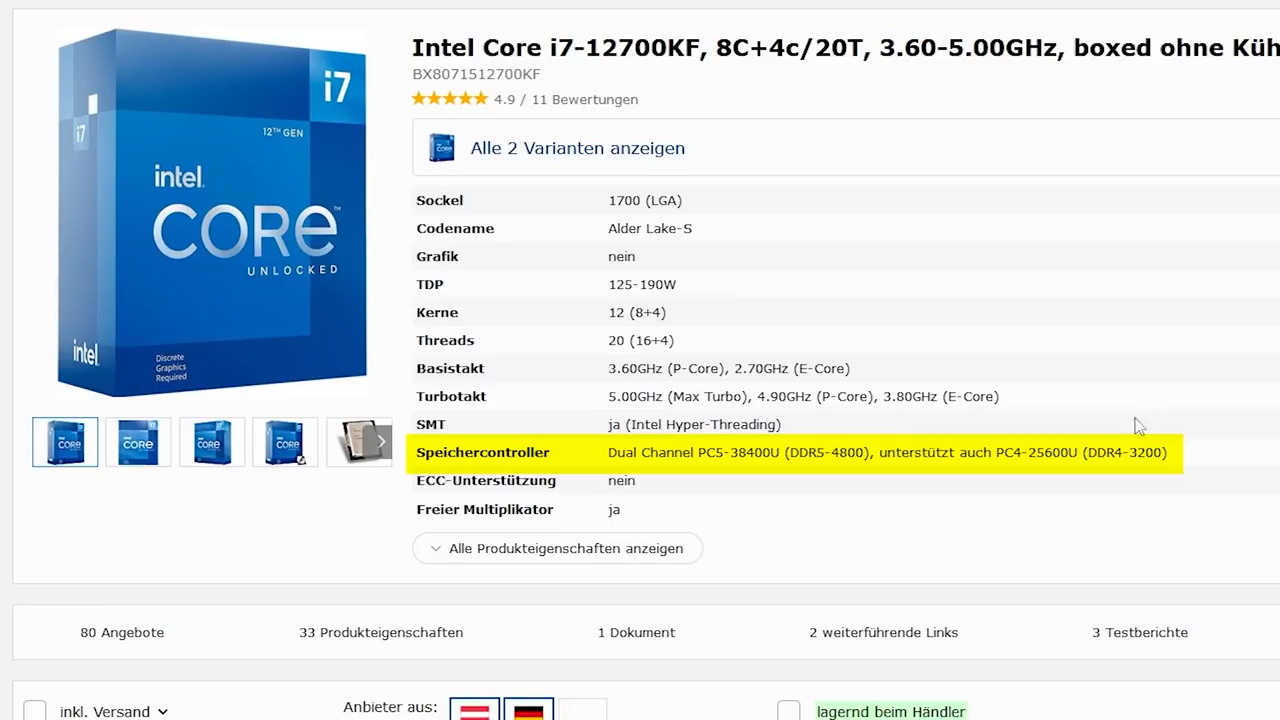 Intel Core i7-12700KF, 8C+4c/20T, 3.60-5.00GHz, boxed ohne Küh
BX8071512700KF
4.9 / 11 Bewertungen
Alle 2 Varianten anzeigen
i7
i7
12TH GEN
intel.
CORE™
UNLOCKED
intel.
Discrete
Graphics
Required
Sockel 1700 (LGA)
Codename Alder Lake-S
Grafik nein
TDP 125-190W
Kerne 12 (8+4)
Threads 20 (16+4)
Basistakt 3.60GHz (P-Core), 2.70GHz (E-Core)
Turbotakt 5.00GHz (Max Turbo), 4.90GHz (P-Core), 3.80GHz (E-Core)
SMT ja (Intel Hyper-Threading)
Speichercontroller Dual Channel PC5-38400U (DDR5-4800), unterstützt auch PC4-25600U (DDR4-3200)
ECC-Unterstützung nein
Freier Multiplikator ja
Alle Produkteigenschaften anzeigen
80 Angebote 33 Produkteigenschaften 1 Dokument 2 weiterführende Links 3 Testberichte
inkl. Versand Anbieter aus: lagernd beim Händler